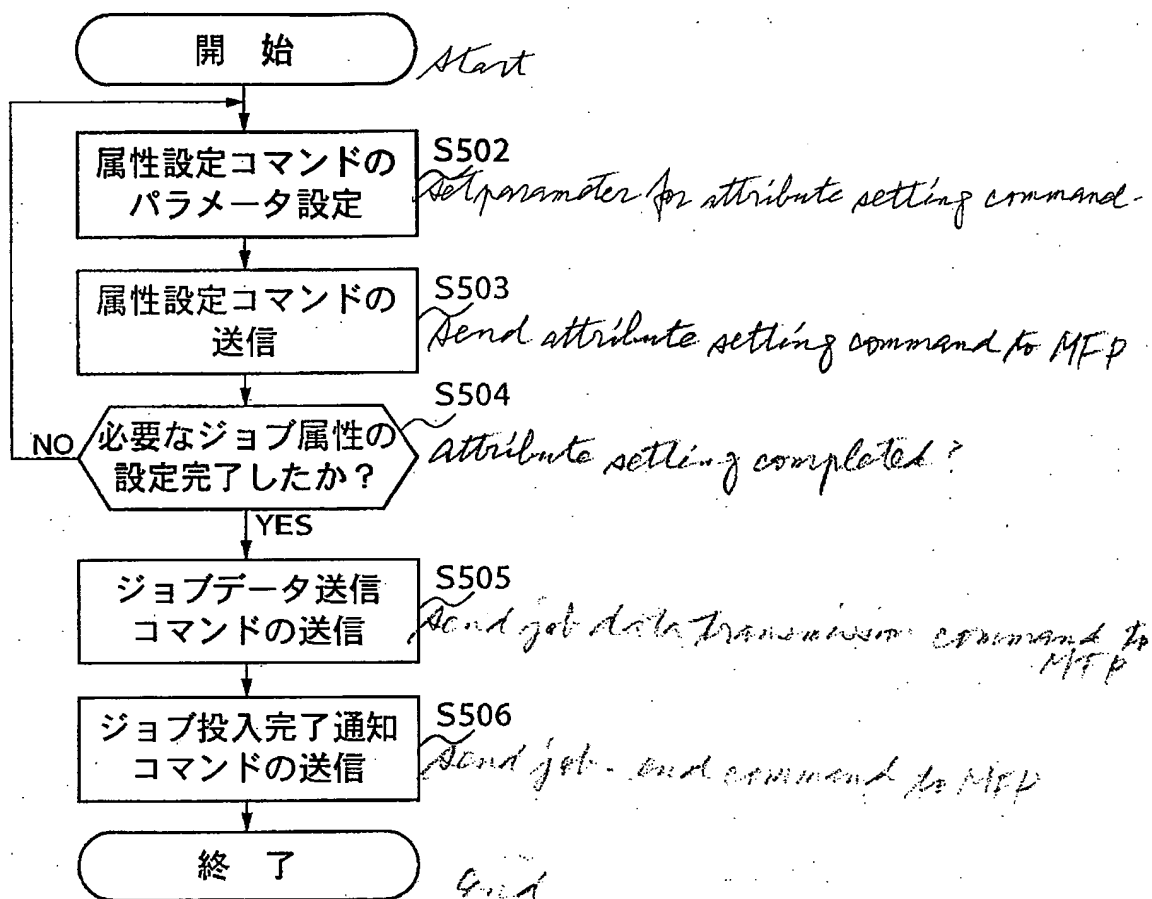 開 始
Start
属性設定コマンドの
パラメータ設定
S502
Set parameter for attribute setting command
属性設定コマンドの
送信
S503
Send attribute setting command to MFP
必要なジョブ属性の
設定完了したか？
S504
NO
attribute setting completed?
YES
ジョブデータ送信
コマンドの送信
S505
Send job data transmission command to
MFP
ジョブ投入完了通知
コマンドの送信
S506
Send job-end command to MFP
終 了
End